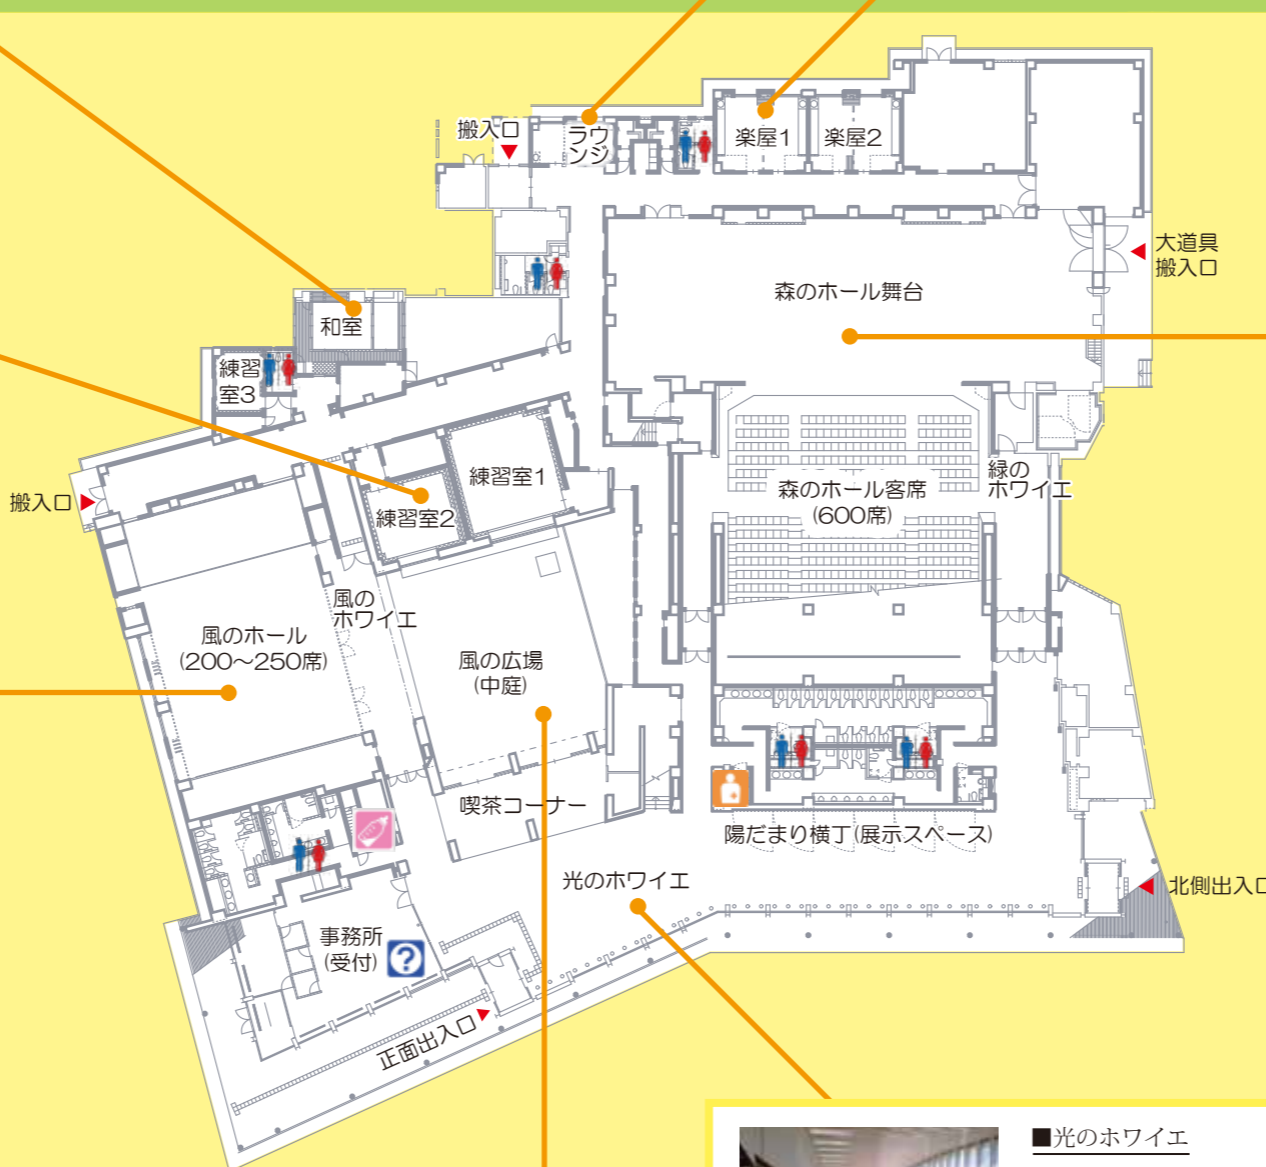 搬入口
ラウ
ンジ
楽屋1
楽屋2
大道具
搬入口
森のホール舞台
和室
練習
室3
練習室1
練習室2
搬入口
森のホール客席
(600席)
緑の
ホワイエ
風の
ホワイエ
風のホール
(200〜250席)
風の広場
(中庭)
喫茶コーナー
陽だまり横丁(展示スペース)
光のホワイエ
北側出入口
事務所
(受付)
?
正面出入口
■光のホワイエ